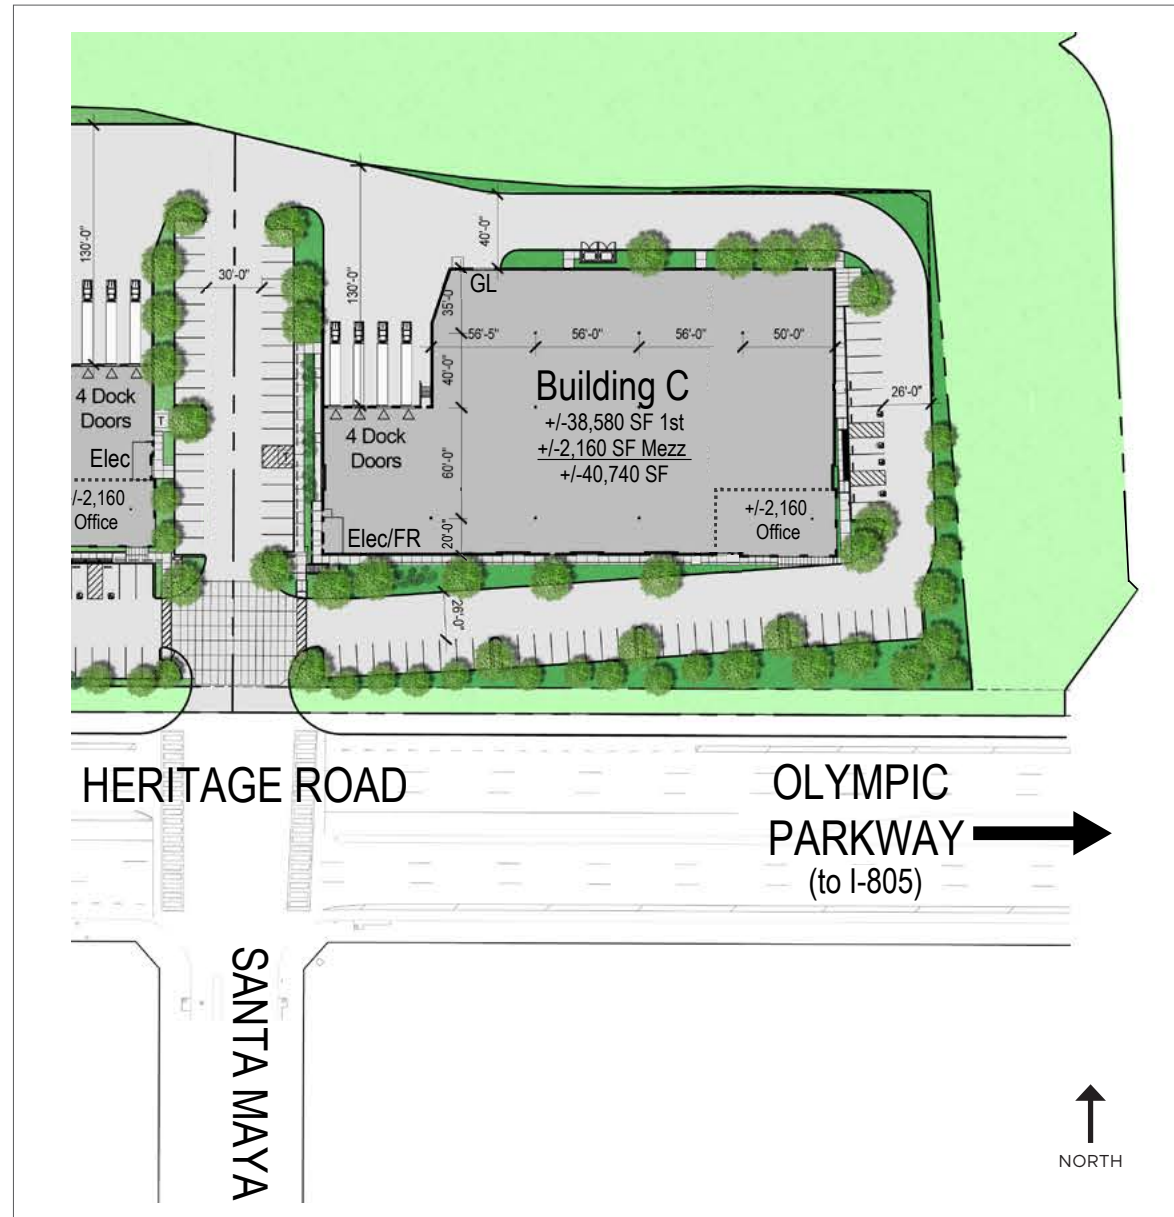 130'-0"
30'-0"
130'-0"
40'-0"
GL
35'-0
56'-5"
56'-0"
56'-0"
50'-0"
40'-0"
26'-0"
4 Dock
Doors
T
Elec
/-2,160
Office
4 Dock
Doors
T
Building C
+/-38,580 SF 1st
+/-2,160 SF Mezz
+/-40,740 SF
60'-0"
+/-2,160
Office
Elec/FR
20'-0"
26'-0"
HERITAGE ROAD
OLYMPIC
PARKWAY
(to I-805)
SANTA MAYA
NORTH